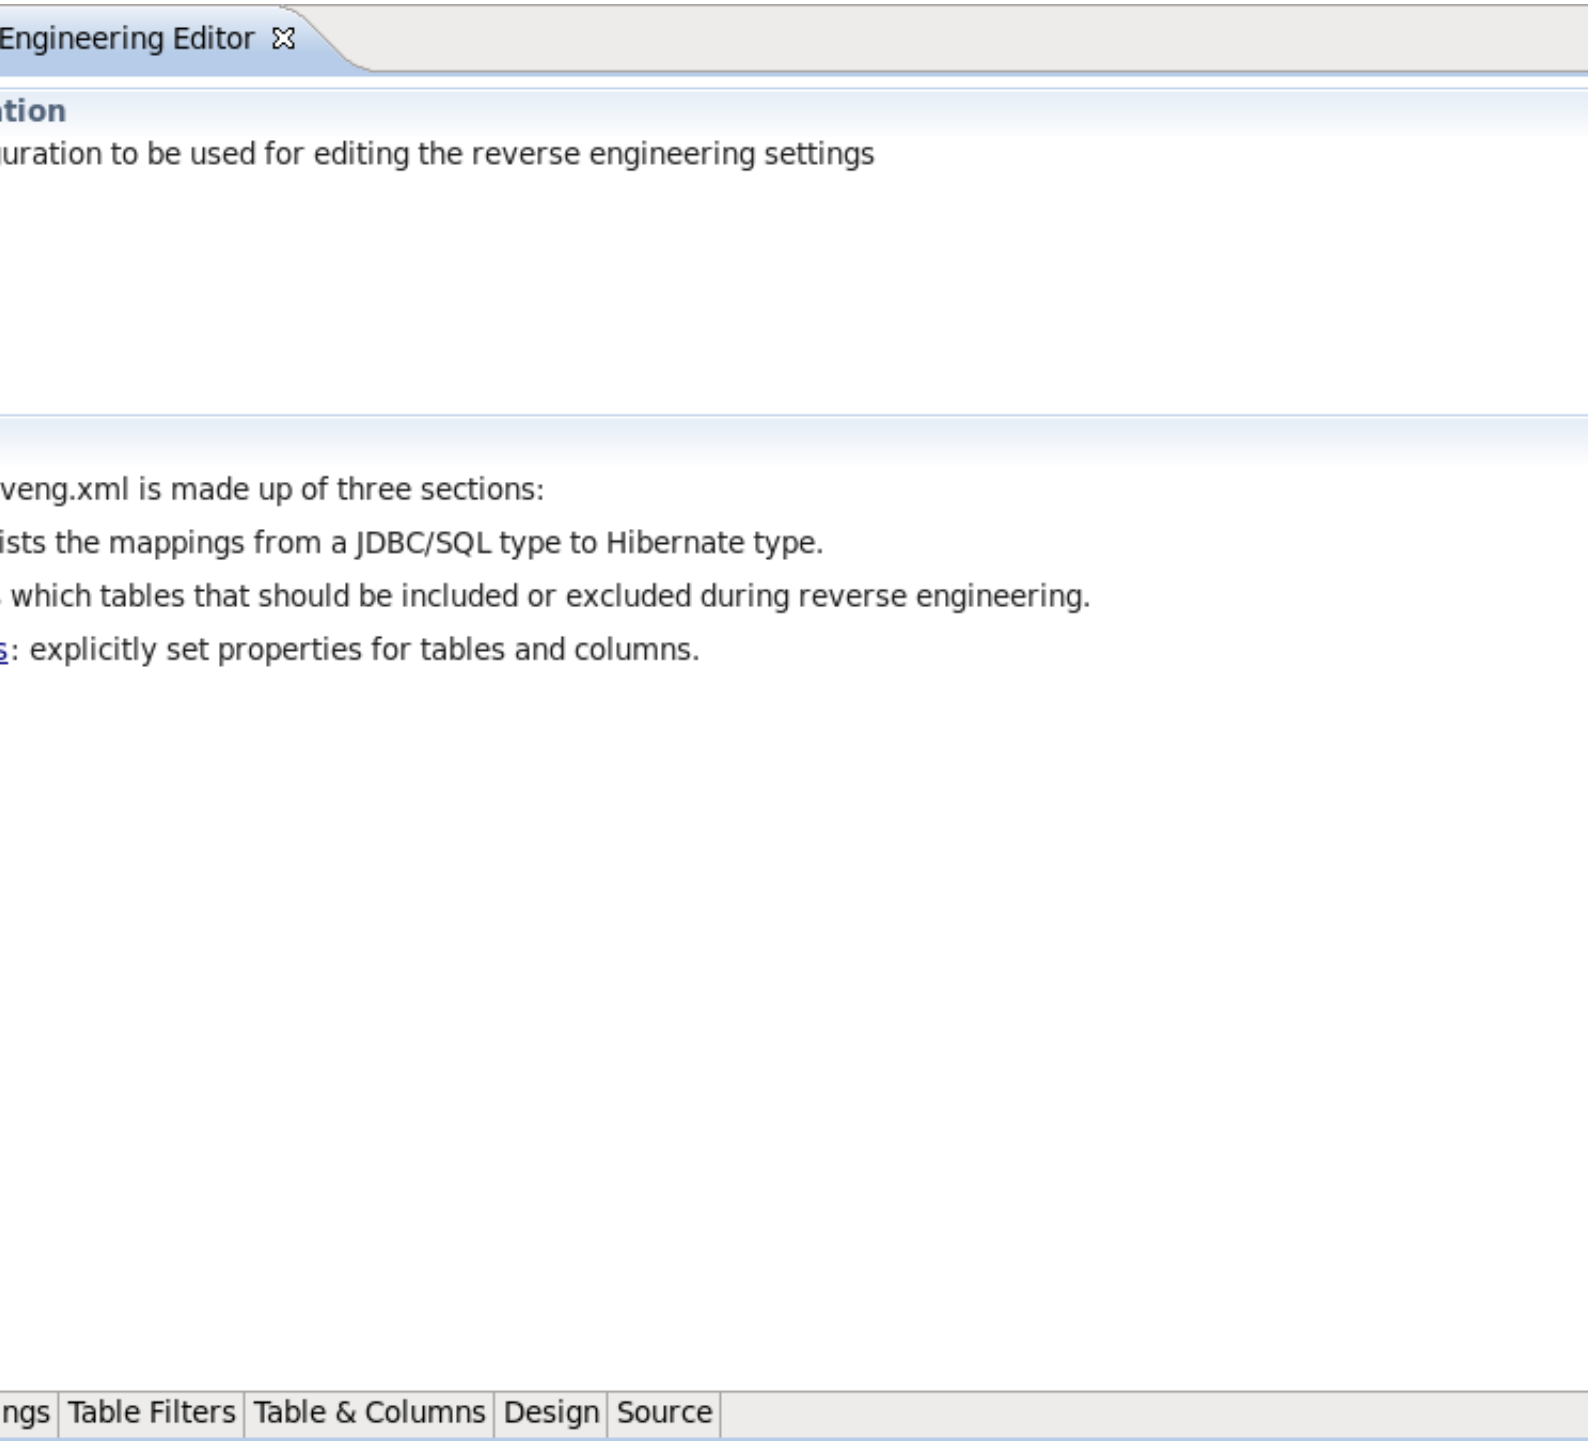 Engineering Editor
ation
uration to be used for editing the reverse engineering settings
veng.xml is made up of three sections:
ists the mappings from a JDBC/SQL type to Hibernate type.
which tables that should be included or excluded during reverse engineering.
s: explicitly set properties for tables and columns.
ngs Table Filters Table & Columns Design Source